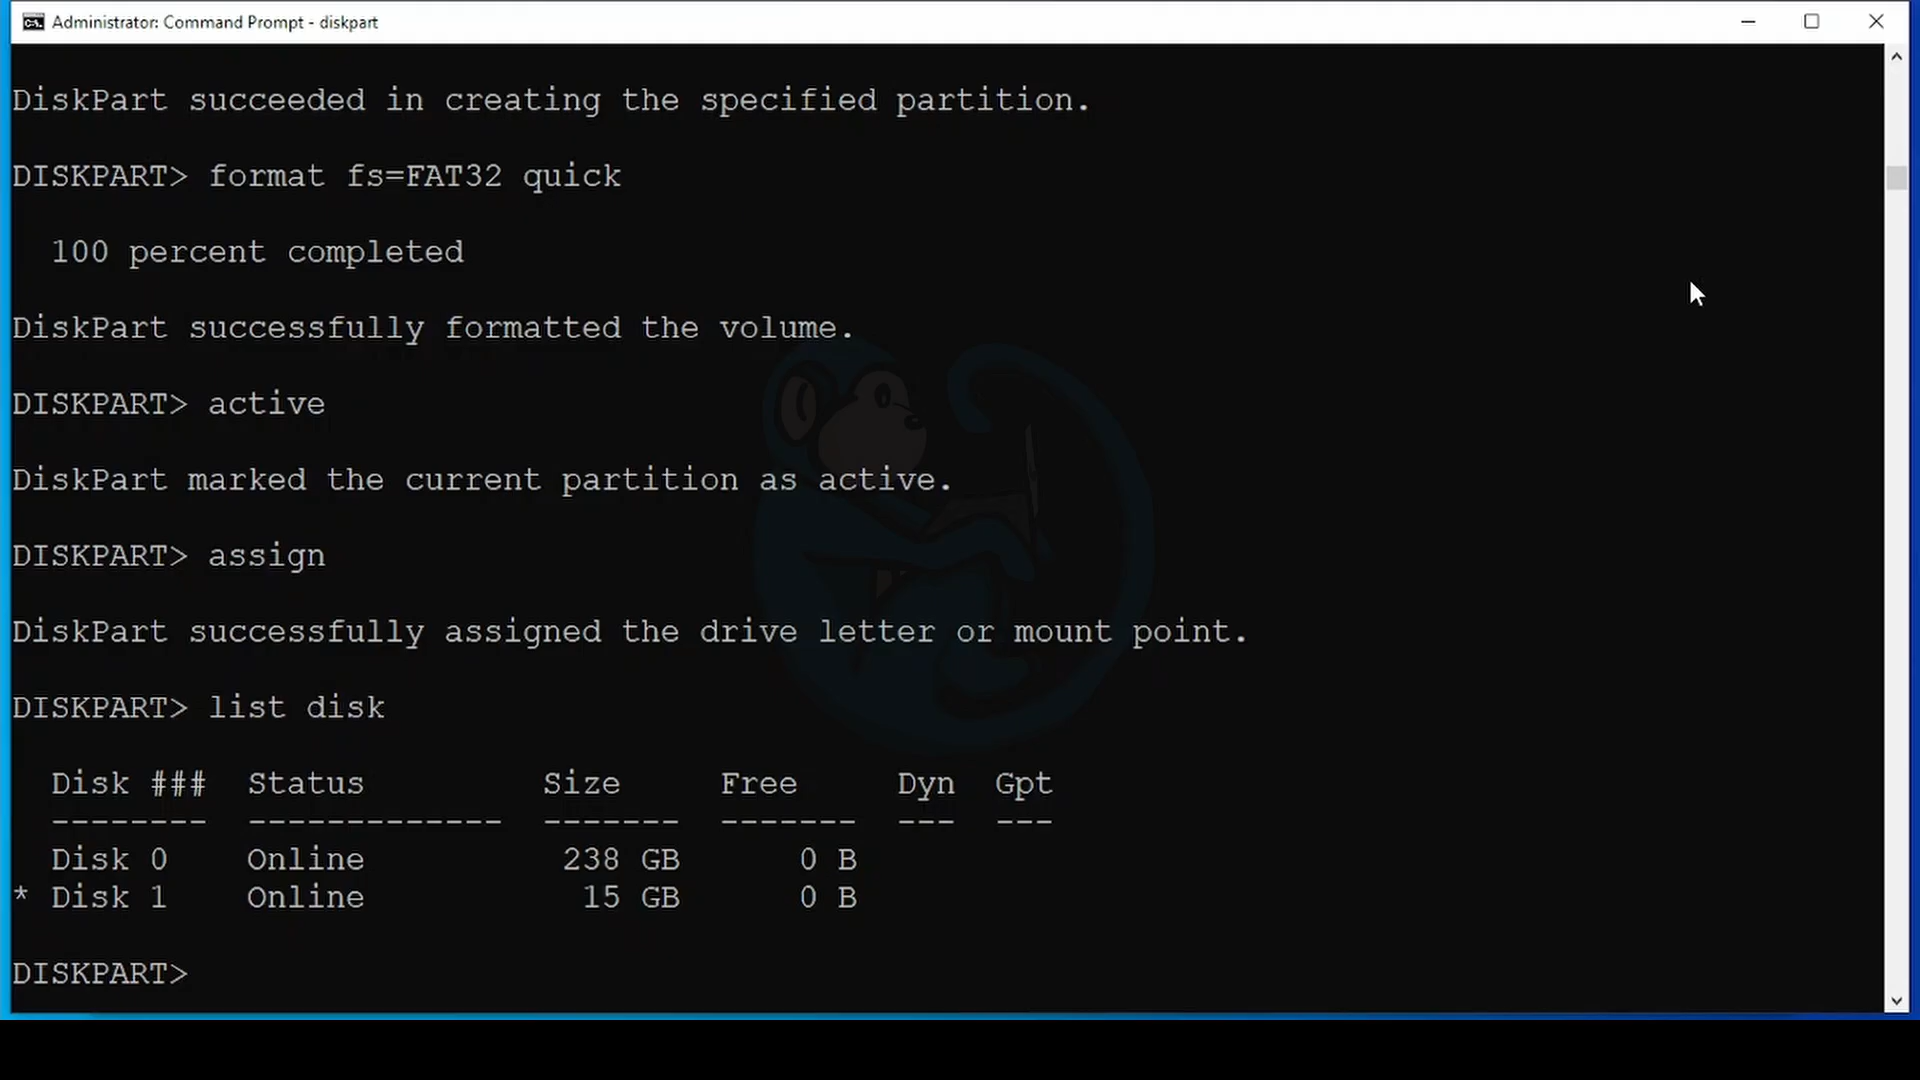 Administrator: Command Prompt - diskpart
DiskPart succeeded in creating the specified partition.
DISKPART> format fs=FAT32 quick
100 percent completed
DiskPart successfully formatted the volume.
DISKPART> active
DiskPart marked the current partition as active.
DISKPART> assign
DiskPart successfully assigned the drive letter or mount point.
DISKPART> list disk
Disk ###  Status         Size     Free     Dyn  Gpt
--------  -------------  -------  -------  ---  ---
Disk 0    Online          238 GB      0 B
* Disk 1    Online           15 GB      0 B
DISKPART>